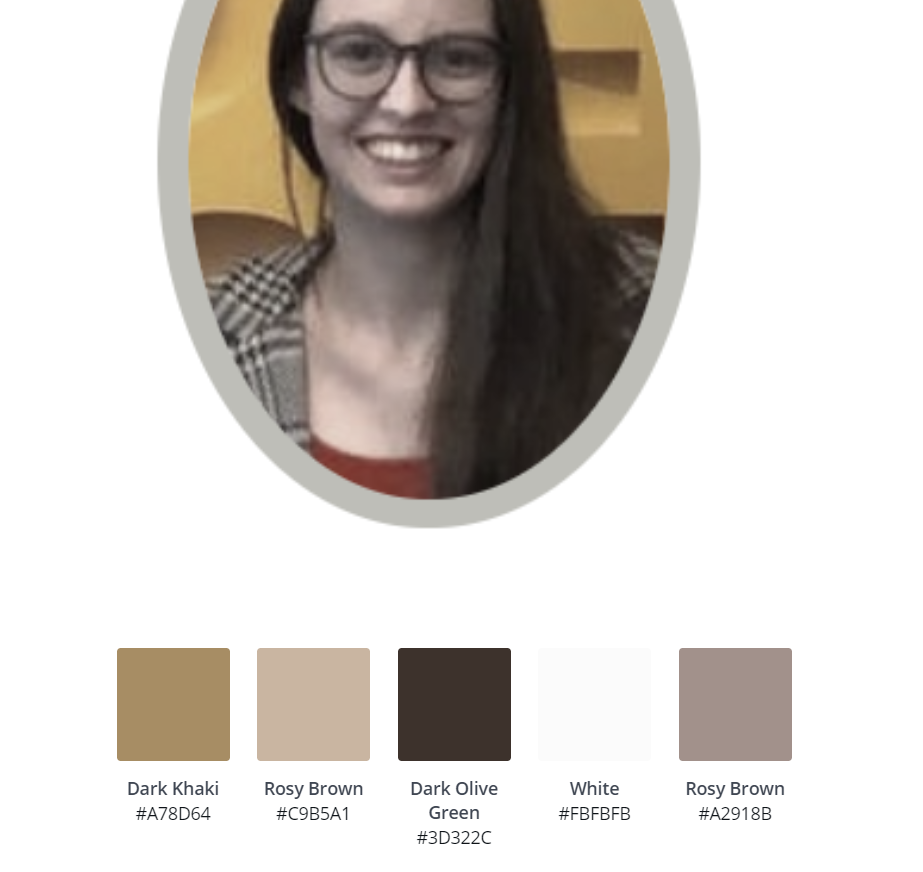 Dark Khaki
#A78D64
Rosy Brown
#C9B5A1
Dark Olive
Green
#3D322C
White
#FBFBFB
Rosy Brown
#A2918B